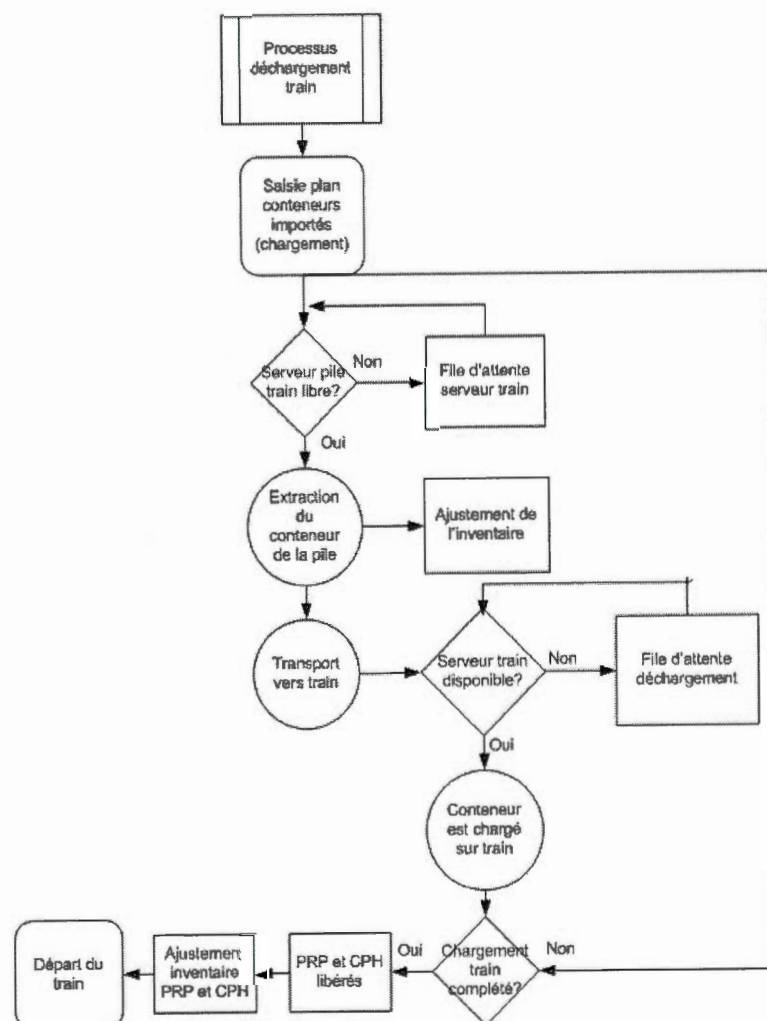 Processus
déchargement
train
Saisie plan
conteneurs
importés
(chargement)
Serveur pile
train libre?
Non
File d'attente
serveur train
Oui
Extraction
du
conteneur
de la pile
Ajustement de
l'inventaire
Transport
vers train
Serveur train
disponible?
Non
File d'attente
déchargement
Oui
Conteneur
est chargé
sur train
Chargement
train
complété?
Non
Oui
PRP et CPH
libérés
Ajustement
inventaire
PRP et CPH
Départ du
train